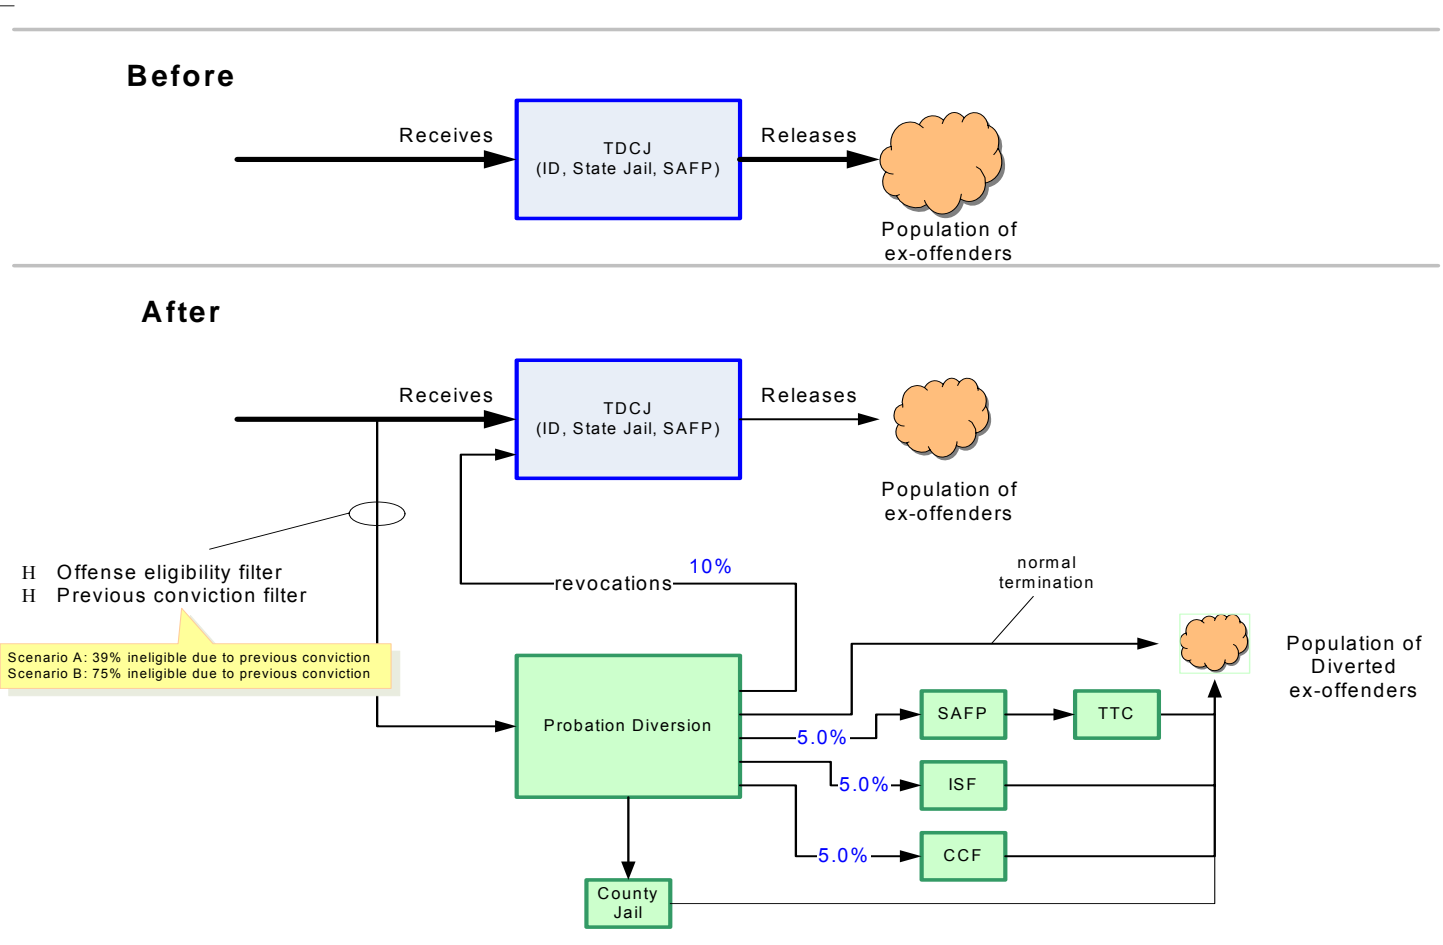 Before
Receives
TDCJ
(ID, State Jail, SAFP)
Releases
Population of
ex-offenders
After
Receives
TDCJ
(ID, State Jail, SAFP)
Releases
Population of
ex-offenders
H Offense eligibility filter
H Previous conviction filter
Scenario A: 39% ineligible due to previous conviction
Scenario B: 75% ineligible due to previous conviction
revocations
10%
normal
termination
Population of
Diverted
ex-offenders
Probation Diversion
5.0%
SAFP
TTC
5.0%
ISF
5.0%
CCF
County
Jail